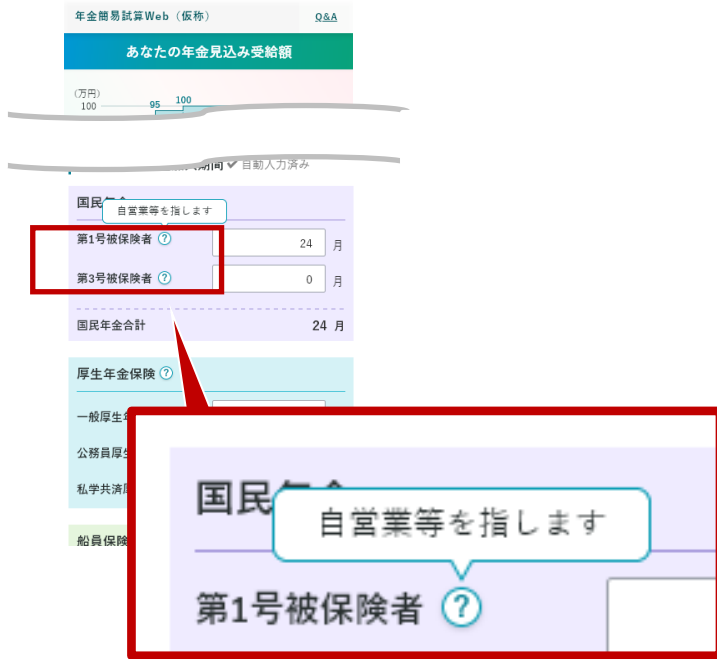 年金簡易試算Web（仮称）
Q&A
あなたの年金見込み受給額
(万円)
100
95
100
期間 ✔ 自動入力済み
国民
自営業等を指します
第1号被保険者 ?
24 月
第3号被保険者 ?
0 月
国民年金合計
24 月
厚生年金保険 ?
一般厚生
公務員厚
私学共済
船員保険
国民年金
自営業等を指します
第1号被保険者 ?